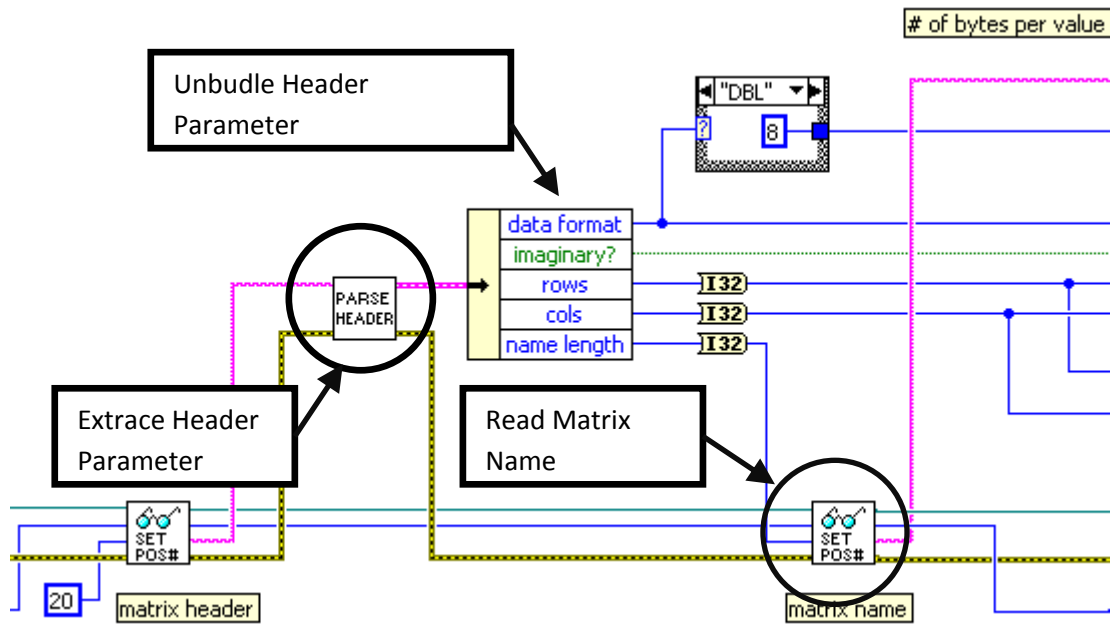 # of bytes per value
Unbudle Header
Parameter
"DBL"
?
8
data format
imaginary?
rows
I32
cols
I32
name length
I32
PARSE
HEADER
Extrace Header
Parameter
Read Matrix
Name
SET
POS#
SET
POS#
20
matrix header
matrix name